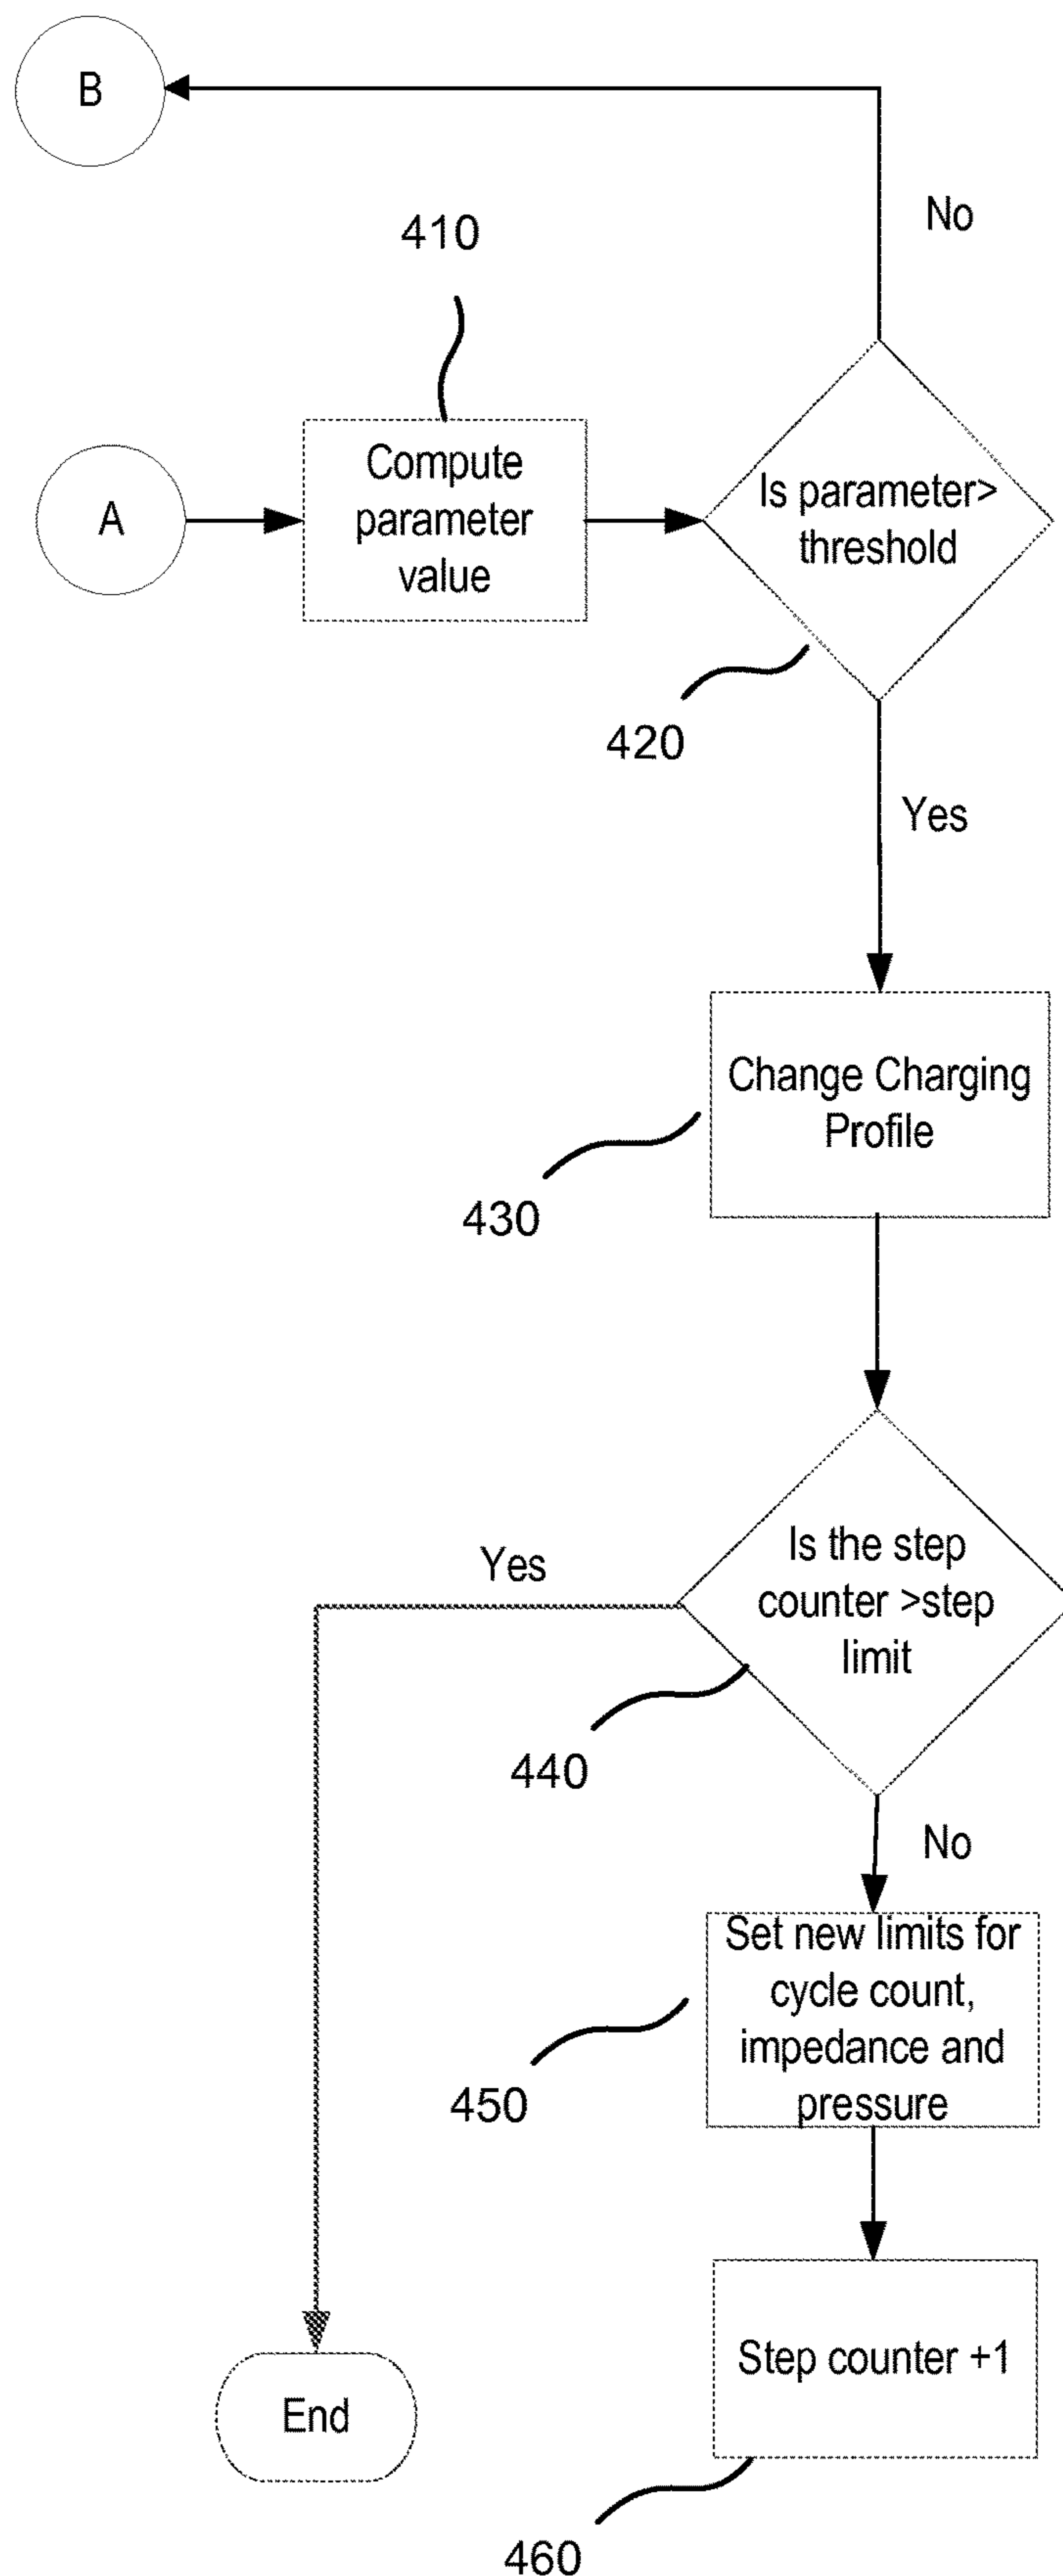 B
No
410
A
Compute
parameter
value
Is parameter>
threshold
420
Yes
Change Charging
Profile
430
Is the step
counter >step
limit
Yes
440
No
Set new limits for
cycle count,
impedance and
pressure
450
Step counter +1
End
460